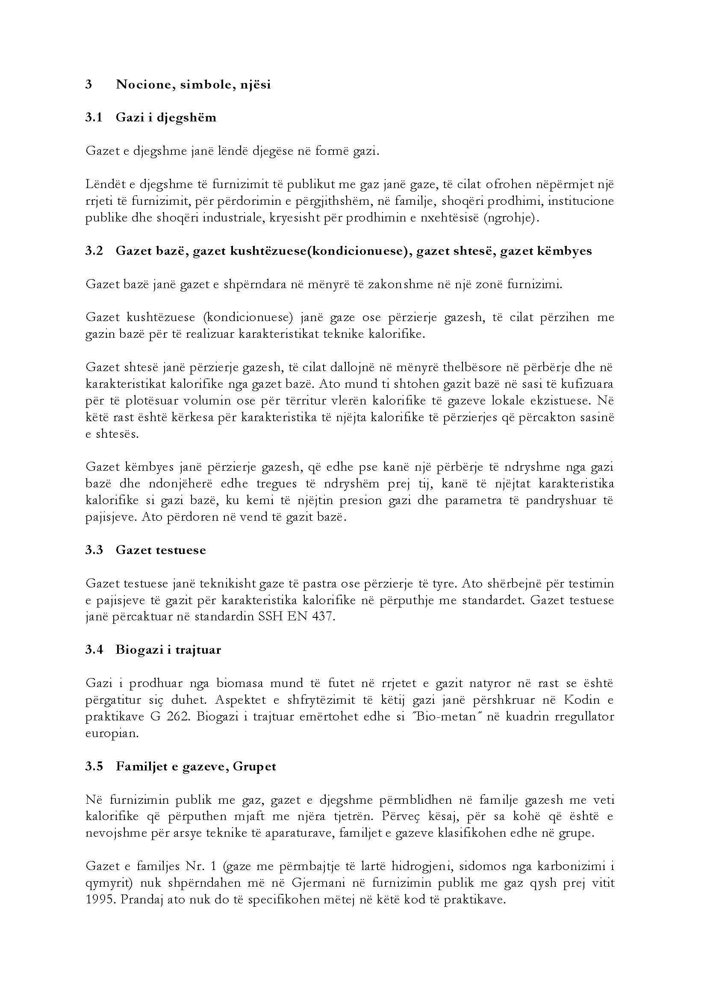 3 Nocione, simbole, njësi
3.1 Gazi i djegshëm
Gazet e djegshme janë lëndë djegëse në formë gazi.
Lëndët e djegshme të furnizimit të publikut me gaz janë gaze, të cilat ofrohen nëpërmjet një
rrjeti të furnizimit, për përdorimin e përgjithshëm, në familje, shoqëri prodhimi, institucione
publike dhe shoqëri industriale, kryesisht për prodhimin e nxehtësisë (ngrohje).
3.2 Gazet bazë, gazet kushtëzuese(kondicionuese), gazet shtesë, gazet këmbyes
Gazet bazë janë gazet e shpërndara në mënyrë të zakonshme në një zonë furnizimi.
Gazet kushtëzuese (kondicionuese) janë gaze ose përzierje gazesh, të cilat përzihen me
gazin bazë për të realizuar karakteristikat teknike kalorifike.
Gazet shtesë janë përzierje gazesh, të cilat dallojnë në mënyrë thelbësore në përbërje dhe në
karakteristikat kalorifike nga gazet bazë. Ato mund ti shtohen gazit bazë në sasi të kufizuara
për të plotësuar volumin ose për tërritur vlerën kalorifike të gazeve lokale ekzistuese. Në
këtë rast është kërkesa për karakteristika të njëjta kalorifike të përzierjes që përcakton sasinë
e shtesës.
Gazet këmbyes janë përzierje gazesh, që edhe pse kanë një përbërje të ndryshme nga gazi
bazë dhe ndonjëherë edhe tregues të ndryshëm prej tij, kanë të njëjtat karakteristika
kalorifike si gazi bazë, ku kemi të njëjtin presion gazi dhe parametra të pandryshuar të
pajisjeve. Ato përdoren në vend të gazit bazë.
3.3 Gazet testuese
Gazet testuese janë teknikisht gaze të pastra ose përzierje të tyre. Ato shërbejnë për testimin
e pajisjeve të gazit për karakteristika kalorifike në përputhje me standardet. Gazet testuese
janë përcaktuar në standardin SSH EN 437.
3.4 Biogazi i trajtuar
Gazi i prodhuar nga biomasa mund të futet në rrjetet e gazit natyror në rast se është
përgatitur siç duhet. Aspektet e shfrytëzimit të këtij gazi janë përshkruar në Kodin e
praktikave G 262. Biogazi i trajtuar emërtohet edhe si ˝Bio-metan˝ në kuadrin rregullator
europian.
3.5 Familjet e gazeve, Grupet
Në furnizimin publik me gaz, gazet e djegshme përmblidhen në familje gazesh me veti
kalorifike që përputhen mjaft me njëra tjetrën. Përveç kësaj, për sa kohë që është e
nevojshme për arsye teknike të aparaturave, familjet e gazeve klasifikohen edhe në grupe.
Gazet e familjes Nr. 1 (gaze me përmbajtje të lartë hidrogjeni, sidomos nga karbonizimi i
qymyrit) nuk shpërndahen më në Gjermani në furnizimin publik me gaz qysh prej vitit
1995. Prandaj ato nuk do të specifikohen mëtej në këtë kod të praktikave.